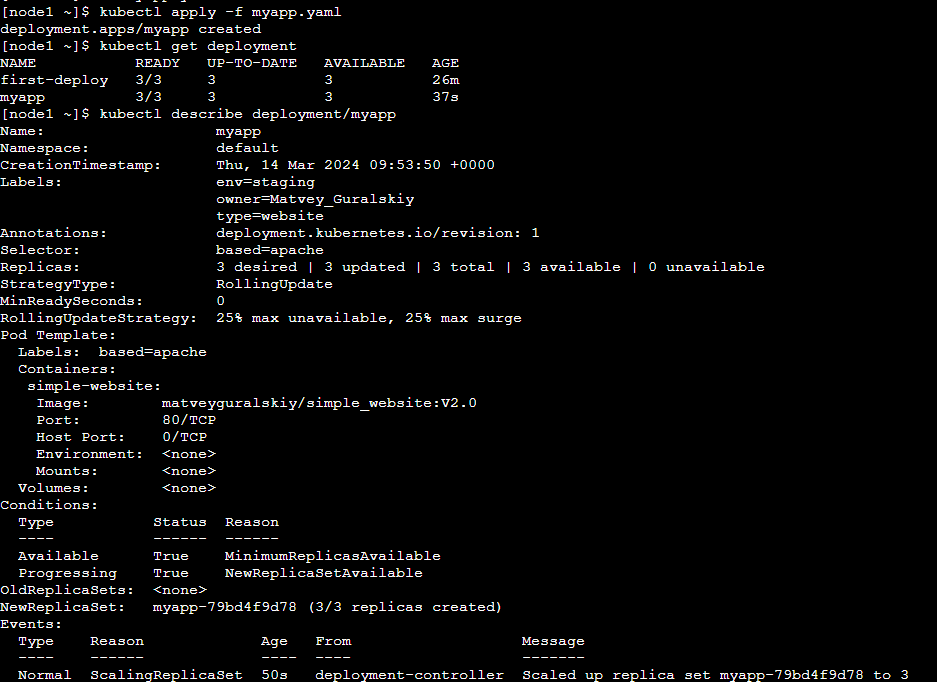 [node1 ~]$ kubectl apply -f myapp.yaml
deployment.apps/myapp created
[node1 ~]$ kubectl get deployment
NAME           READY   UP-TO-DATE   AVAILABLE   AGE
first-deploy   3/3     3            3           26m
myapp          3/3     3            3           37s
[node1 ~]$ kubectl describe deployment/myapp
Name:                   myapp
Namespace:              default
CreationTimestamp:      Thu, 14 Mar 2024 09:53:50 +0000
Labels:                 env=staging
                        owner=Matvey_Guralskiy
                        type=website
Annotations:            deployment.kubernetes.io/revision: 1
Selector:               based=apache
Replicas:               3 desired | 3 updated | 3 total | 3 available | 0 unavailable
StrategyType:           RollingUpdate
MinReadySeconds:        0
RollingUpdateStrategy:  25% max unavailable, 25% max surge
Pod Template:
  Labels:  based=apache
  Containers:
   simple-website:
    Image:        matveyguralskiy/simple_website:V2.0
    Port:         80/TCP
    Host Port:    0/TCP
    Environment:  <none>
    Mounts:       <none>
  Volumes:        <none>
Conditions:
  Type           Status  Reason
  ----           ------  ------
  Available      True    MinimumReplicasAvailable
  Progressing    True    NewReplicaSetAvailable
OldReplicaSets:  <none>
NewReplicaSet:   myapp-79bd4f9d78 (3/3 replicas created)
Events:
  Type    Reason             Age   From                   Message
  ----    ------             ----  ----                   -------
  Normal  ScalingReplicaSet  50s   deployment-controller  Scaled up replica set myapp-79bd4f9d78 to 3